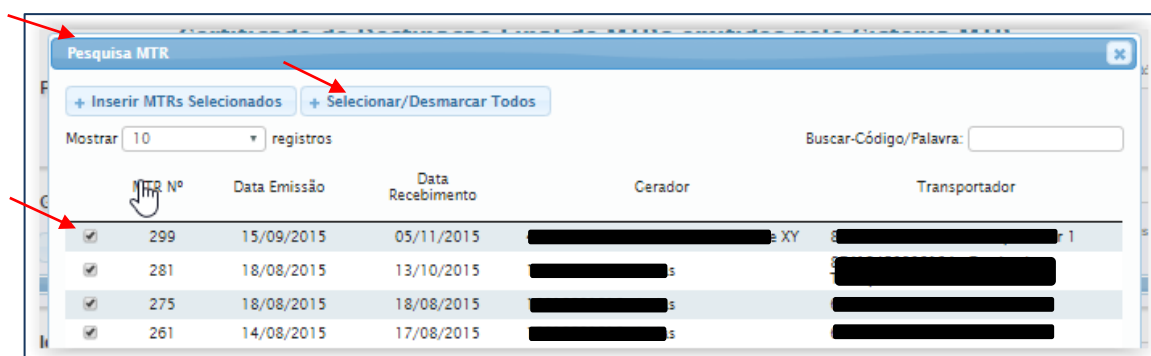 Pesquisa MTR
+ Inserir MTRs Selecionados + Selecionar/Desmarcar Todos
Mostrar 10 registros Buscar-Código/Palavra:
MTR Nº Data Emissão Data Recebimento Gerador Transportador
299 15/09/2015 05/11/2015 XY 1
281 18/08/2015 13/10/2015
275 18/08/2015 18/08/2015
261 14/08/2015 17/08/2015